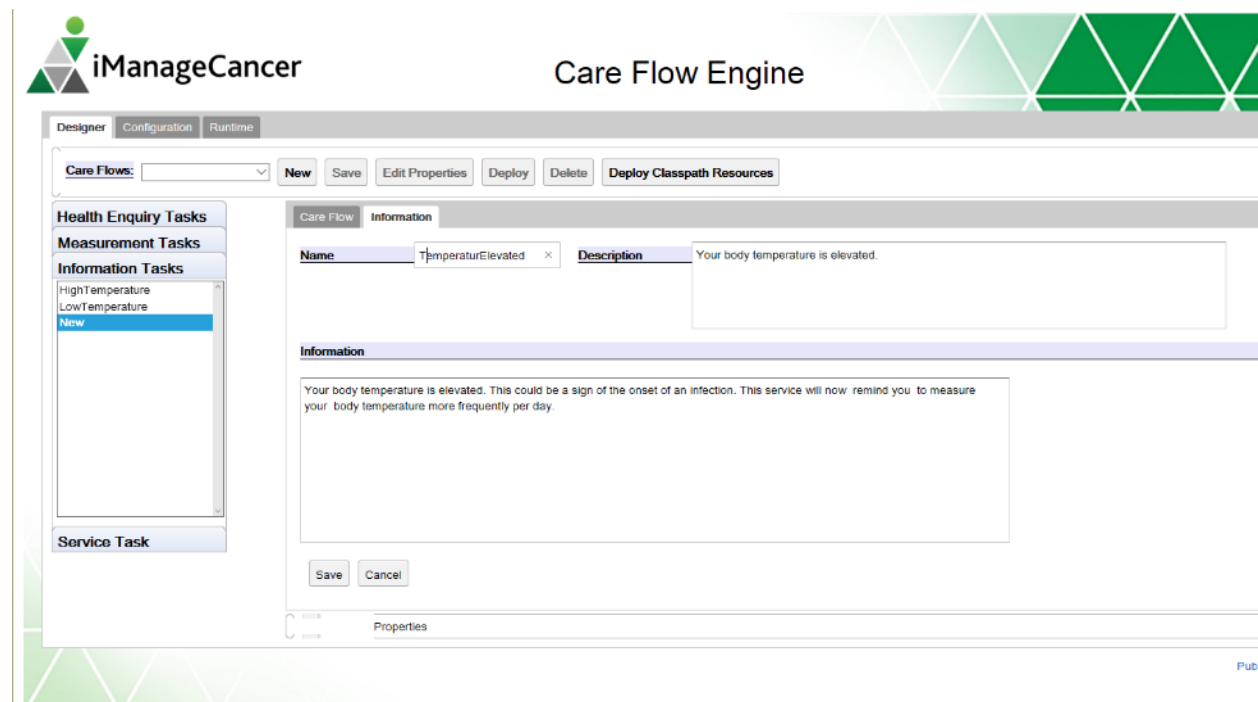 iManageCancer
Care Flow Engine
Designer Configuration Runtime
Care Flows: New Save Edit Properties Deploy Delete Deploy Classpath Resources
Health Enquiry Tasks
Measurement Tasks
Information Tasks
HighTemperature
LowTemperature
New
Service Task
Care Flow Information
Name TemperaturElevated × Description Your body temperature is elevated.
Information
Your body temperature is elevated. This could be a sign of the onset of an infection. This service will now remind you to measure
your body temperature more frequently per day.
Save Cancel
Properties
Pub